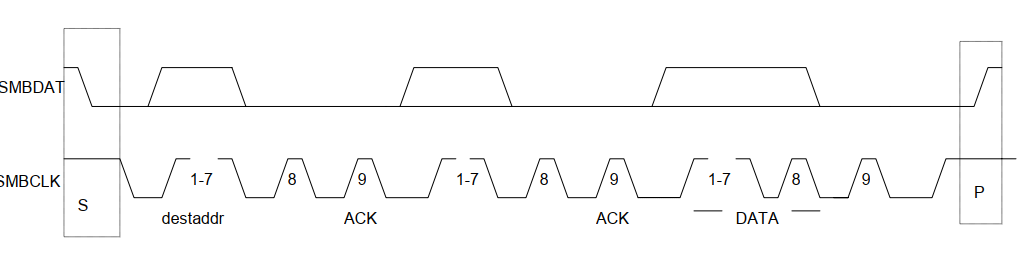 SMBDAT
SMBCLK
1-7 8 9 1-7 8 9 1-7 8 9
S P
destaddr ACK ACK DATA